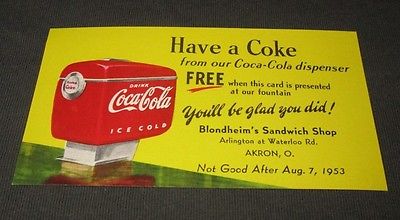 Have a Coke
from our Coca-Cola dispenser
FREE when this card is presented
at our fountain
You'll be glad you did!
Blondheim's Sandwich Shop
Arlington at Waterloo Rd.
AKRON, O.
Not Good After Aug. 7, 1953
DRINK
Coca-Cola
ICE COLD